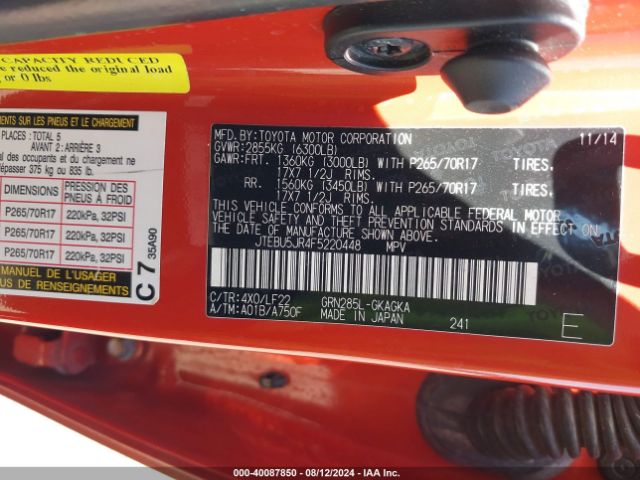 CAPACITY REDUCED
reduced the original load
or 0 lbs
EMENTS SUR LES PNEUS ET LE CHARGEMENT
PLACES: TOTAL 5
AVANT 2: ARRIÈRE 3
al des occupants et du chargement ne
dépasser 375 kg ou 835 lb.
DIMENSIONS PRESSION DES PNEUS À FROID
P265/70R17 220kPa, 32PSI
P265/70R17 220kPa, 32PSI
P265/70R17 220kPa, 32PSI
MANUEL DE L'USAGER
US DE RENSEIGNEMENTS
C 7 35A90
MFD.BY:TOYOTA MOTOR CORPORATION 11/14
GVWR:2855KG (6300LB)
GAWR:FRT. 1360KG (3000LB) WITH P265/70R17 TIRES.
17X7 1/2J RIMS.
RR. 1560KG (3450LB) WITH P265/70R17 TIRES.
17X7 1/2J RIMS.
THIS VEHICLE CONFORMS TO ALL APPLICABLE FEDERAL MOTOR
VEHICLE SAFETY AND THEFT PREVENTION STANDARDS IN EFFECT ON
THE DATE OF MANUFACTURE SHOWN ABOVE.
JTEBU5JR4F5220448 MPV
C/TR:4X0/LF22 GRN285L-GKAGKA
A/TM:A01B/A750F MADE IN JAPAN 241 E
000-40087850 - 08/12/2024 - IAAI.COM